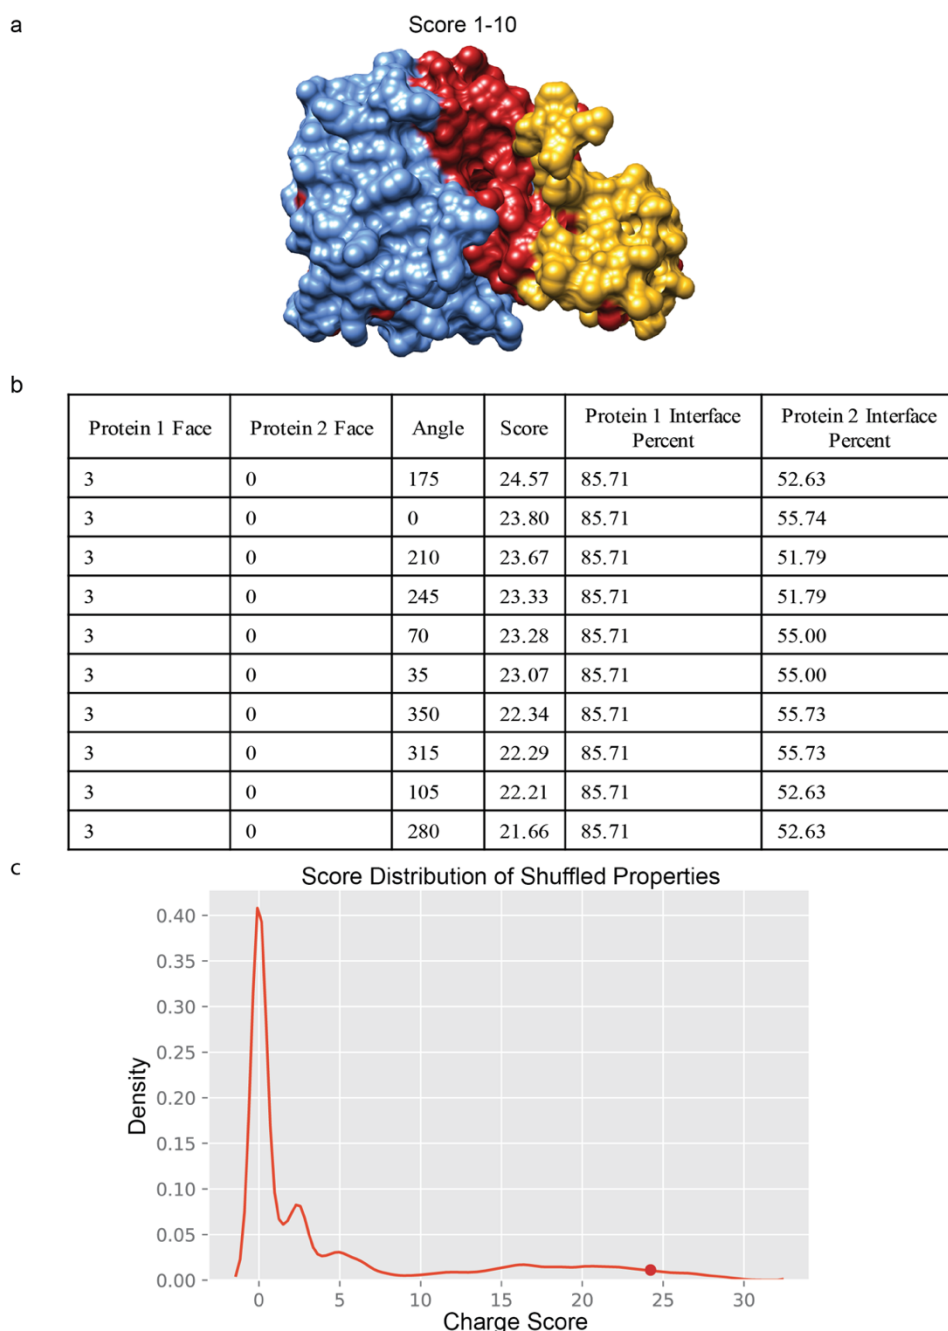 a
Score 1-10
b
Protein 1 Face Protein 2 Face Angle Score Protein 1 Interface Percent Protein 2 Interface Percent
3 0 175 24.57 85.71 52.63
3 0 0 23.80 85.71 55.74
3 0 210 23.67 85.71 51.79
3 0 245 23.33 85.71 51.79
3 0 70 23.28 85.71 55.00
3 0 35 23.07 85.71 55.00
3 0 350 22.34 85.71 55.73
3 0 315 22.29 85.71 55.73
3 0 105 22.21 85.71 52.63
3 0 280 21.66 85.71 52.63
c
Score Distribution of Shuffled Properties
0.40
0.35
0.30
0.25
0.20
0.15
0.10
0.05
0.00
Density
0 5 10 15 20 25 30
Charge Score